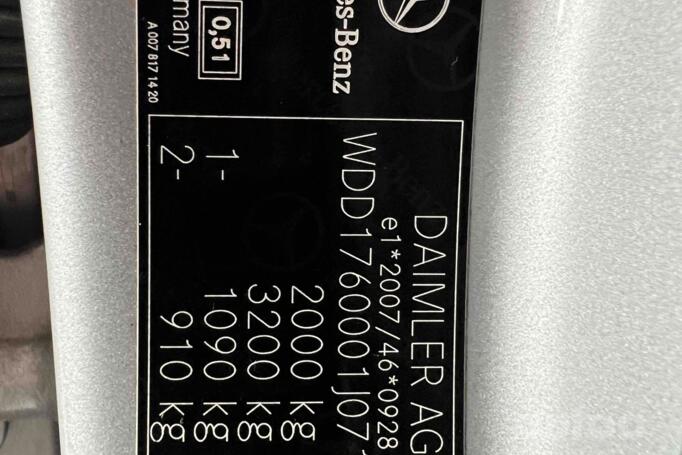 es-Benz
0,51
many
A 007 817 14 20
DAIMLER AG
e1*2007/46*0928
WDD1760001J07
2000 kg
3200 kg
1- 1090 kg
2- 910 kg